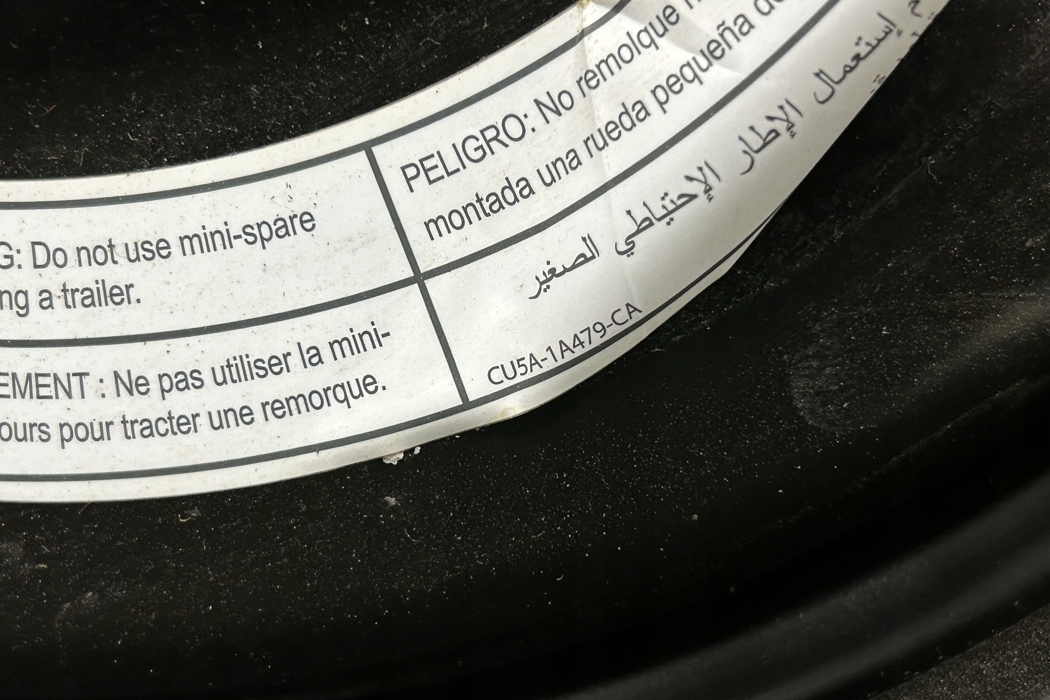 G: Do not use mini-spare
ng a trailer.
EMENT : Ne pas utiliser la mini-
ours pour tracter une remorque.
PELIGRO: No remolque
montada una rueda pequeña de
إستعمال الإطار
الإحتياطي الصغير
CU5A-1A479-CA